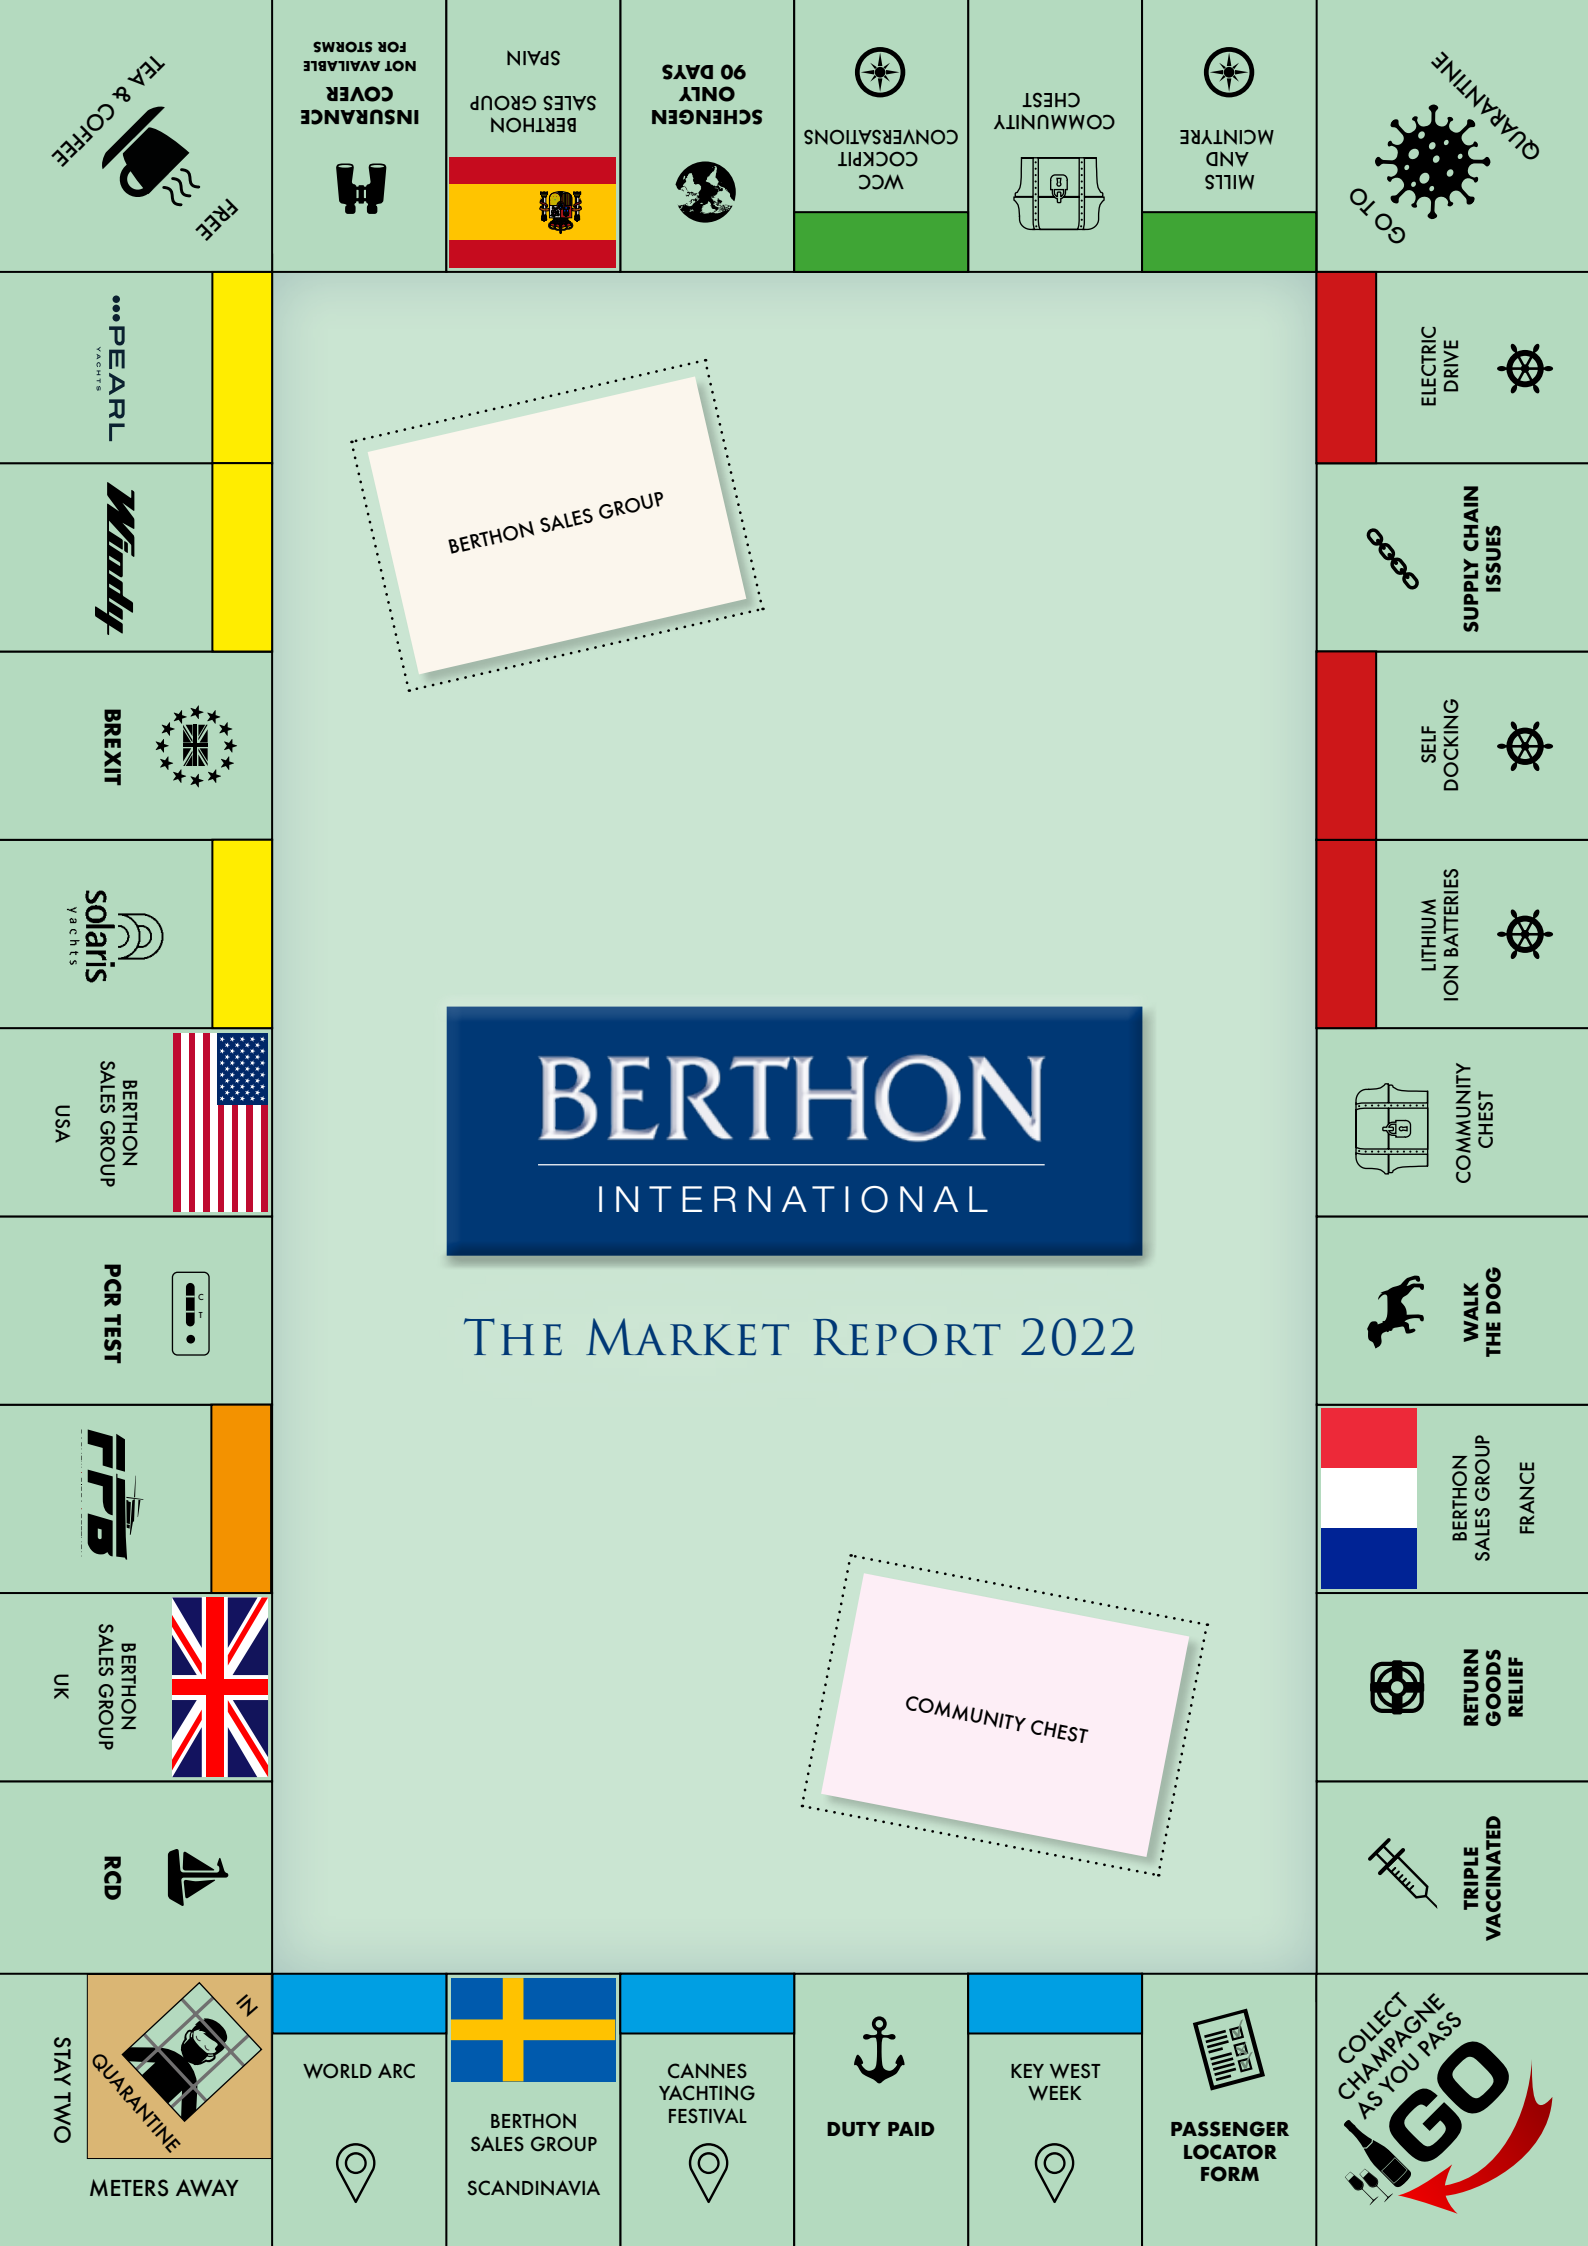 FREE
TEA & COFFEE
INSURANCE
COVER
NOT AVAILABLE
FOR STORMS
BERTHON
SALES GROUP
SPAIN
SCHENGEN
ONLY
90 DAYS
WCC
COCKPIT
CONVERSATIONS
COMMUNITY
CHEST
MILLS
AND
MCINTYRE
GO TO
QUARANTINE
PEARL
YACHTS
Windy
BREXIT
solaris
yachts
BERTHON
SALES GROUP
USA
PCR TEST
C
T
FPB
BERTHON
SALES GROUP
UK
RCD
ELECTRIC
DRIVE
SUPPLY CHAIN
ISSUES
SELF
DOCKING
LITHIUM
ION BATTERIES
COMMUNITY
CHEST
WALK
THE DOG
BERTHON
SALES GROUP
FRANCE
RETURN
GOODS
RELIEF
TRIPLE
VACCINATED
BERTHON SALES GROUP
BERTHON
INTERNATIONAL
THE MARKET REPORT 2022
COMMUNITY CHEST
IN
QUARANTINE
STAY TWO
METERS AWAY
WORLD ARC
BERTHON
SALES GROUP
SCANDINAVIA
CANNES
YACHTING
FESTIVAL
DUTY PAID
KEY WEST
WEEK
PASSENGER
LOCATOR
FORM
COLLECT
CHAMPAGNE
AS YOU PASS
GO